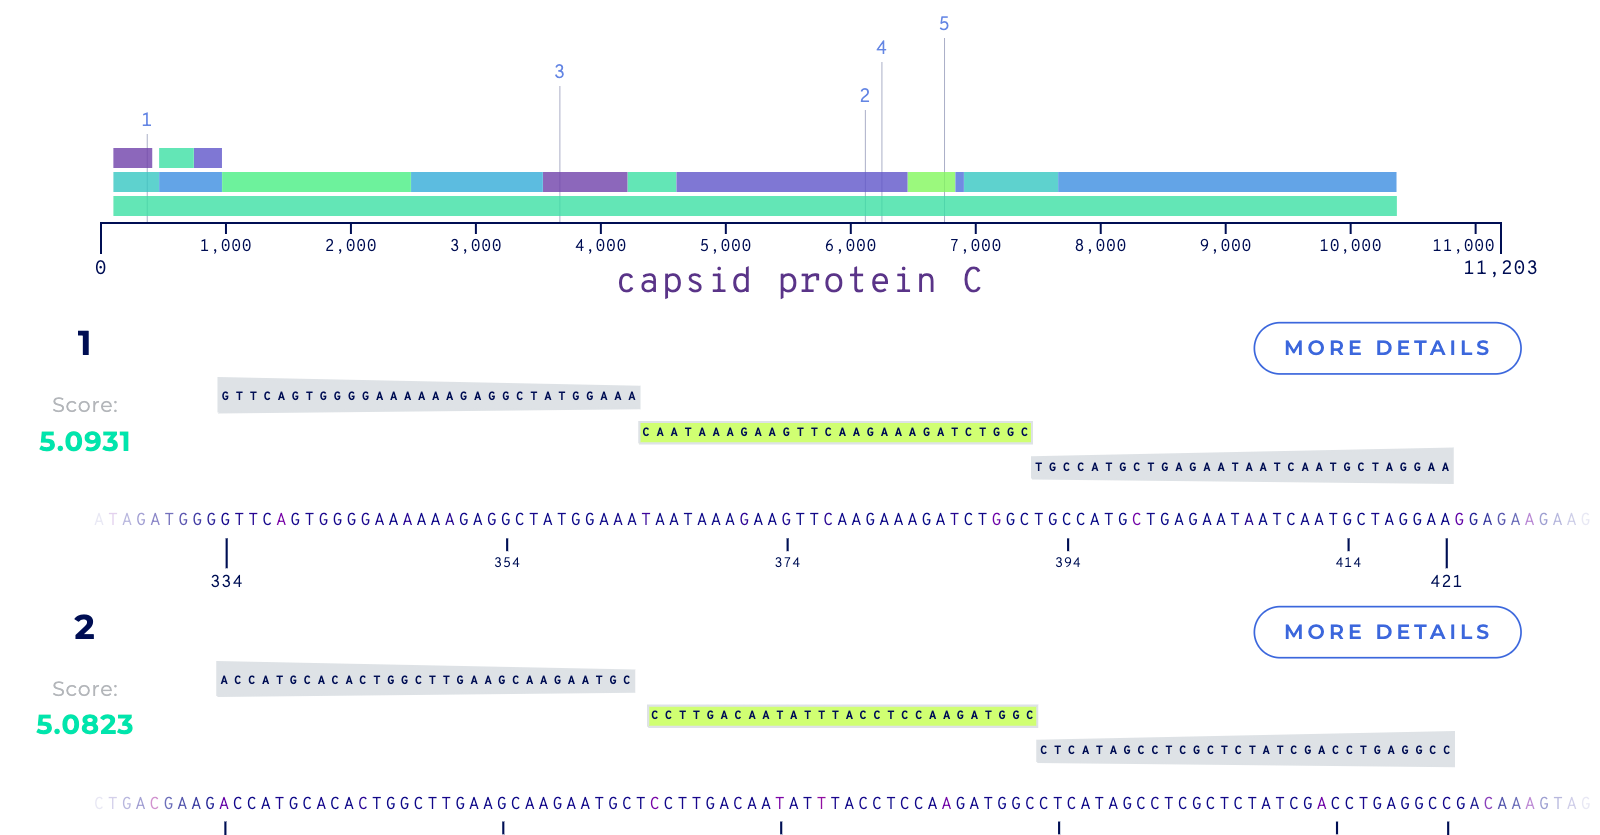 5
4
3
2
1
0
1,000 2,000 3,000 4,000 5,000 6,000 7,000 8,000 9,000 10,000 11,000
11,203
capsid protein C
1
MORE DETAILS
Score:
5.0931
GTTCAGTGGGGAAAAAAGAGGCTATGGAAA
CAATAAAGAAGTTCAAGAAAGATCTGGC
TGCCATGCTGAGAATAATCAATGCTAGGAA
ATAGATGGGGTTCAGTGGGGAAAAAAGAGGCTATGGAAATAATAAAGAAGTTCAAGAAAGATCTGGCTGCCATGCTGAGAATAATCAATGCTAGGAAGGAGAAGAAG
334 354 374 394 414 421
2
MORE DETAILS
Score:
5.0823
ACCATGCACACTGGCTTGAAGCAAGAATGC
CCTTGACAATATTTACCTCCAAGATGGC
CTCATAGCCTCGCTCTATCGACCTGAGGCC
CTGACGAAGACCATGCACACTGGCTTGAAGCAAGAATGCTCCTTGACAATATTTACCTCCAAGATGGCCTCATAGCCTCGCTCTATCGACCTGAGGCCGACAAAGTAG